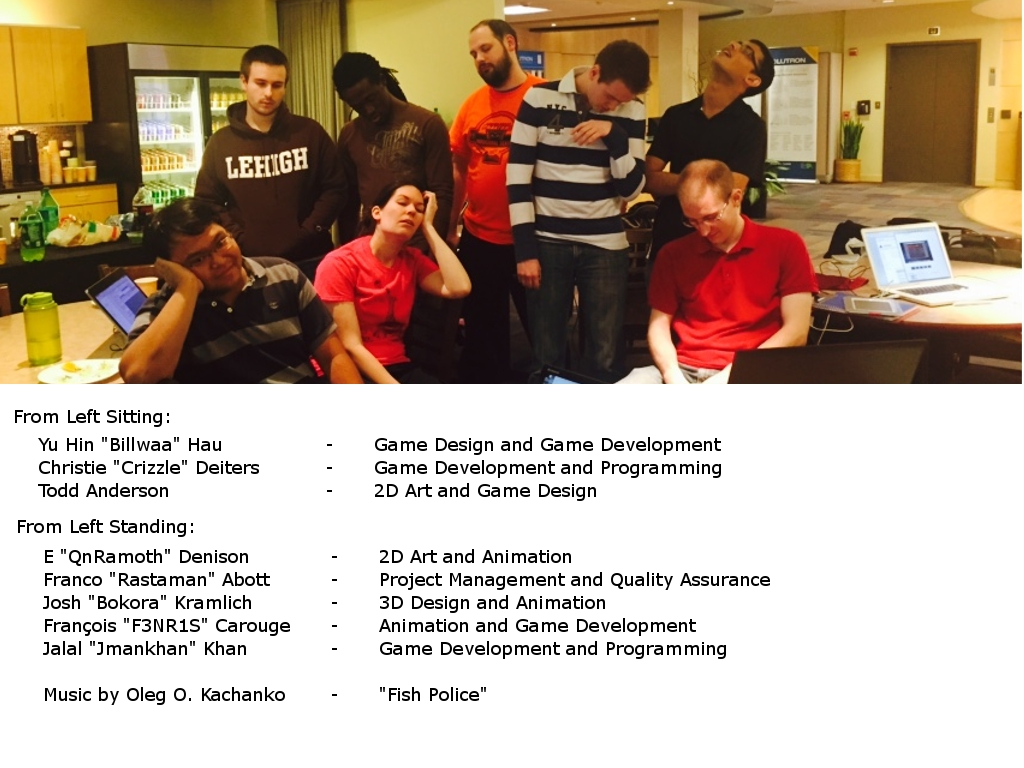 LEHIGH
NYC
4
LUTRON
From Left Sitting:
Yu Hin "Billwaa" Hau - Game Design and Game Development
Christie "Crizzle" Deiters - Game Development and Programming
Todd Anderson - 2D Art and Game Design
From Left Standing:
E "QnRamoth" Denison - 2D Art and Animation
Franco "Rastaman" Abott - Project Management and Quality Assurance
Josh "Bokora" Kramlich - 3D Design and Animation
François "F3NR1S" Carouge - Animation and Game Development
Jalal "Jmankhan" Khan - Game Development and Programming
Music by Oleg O. Kachanko - "Fish Police"